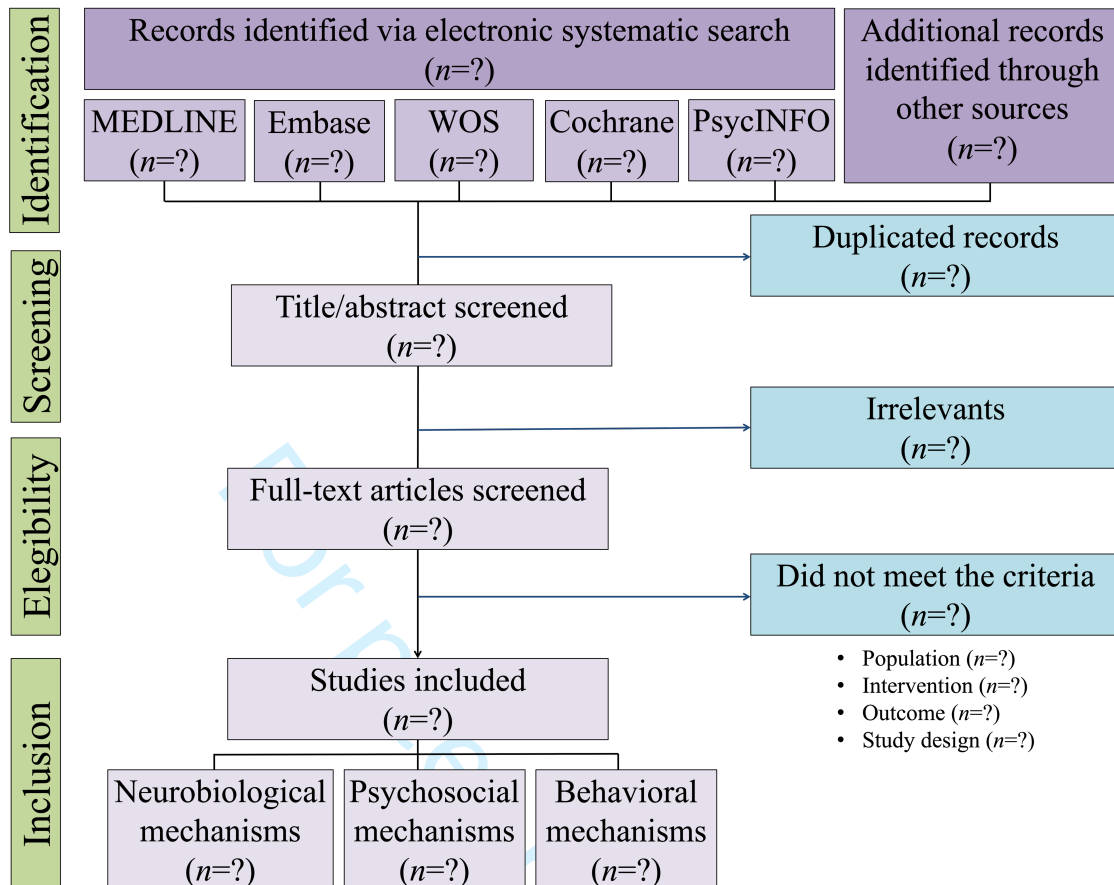 Identification
Records identified via electronic systematic search
(n=?)
Additional records
identified through
other sources
(n=?)
MEDLINE
(n=?)
Embase
(n=?)
WOS
(n=?)
Cochrane
(n=?)
PsycINFO
(n=?)
Duplicated records
(n=?)
Screening
Title/abstract screened
(n=?)
Irrelevants
(n=?)
Elegibility
Full-text articles screened
(n=?)
Did not meet the criteria
(n=?)
• Population (n=?)
• Intervention (n=?)
• Outcome (n=?)
• Study design (n=?)
Inclusion
Studies included
(n=?)
Neurobiological
mechanisms
(n=?)
Psychosocial
mechanisms
(n=?)
Behavioral
mechanisms
(n=?)
For